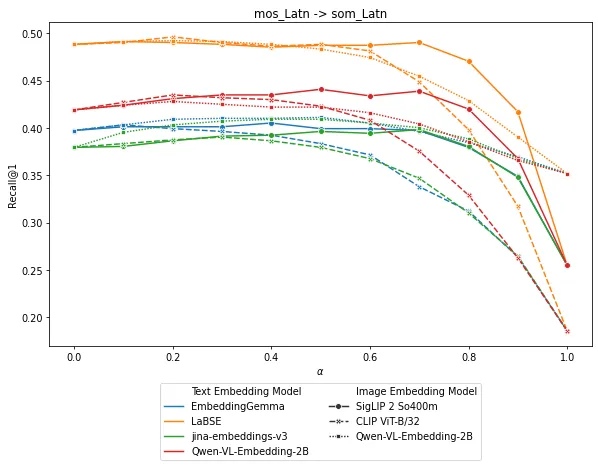 mos_Latn -> som_Latn
Recall@1
0.50
0.45
0.40
0.35
0.30
0.25
0.20
0.0
0.2
0.4
0.6
0.8
1.0
α
Text Embedding Model
EmbeddingGemma
LaBSE
jina-embeddings-v3
Qwen-VL-Embedding-2B
Image Embedding Model
SigLIP 2 So400m
CLIP ViT-B/32
Qwen-VL-Embedding-2B